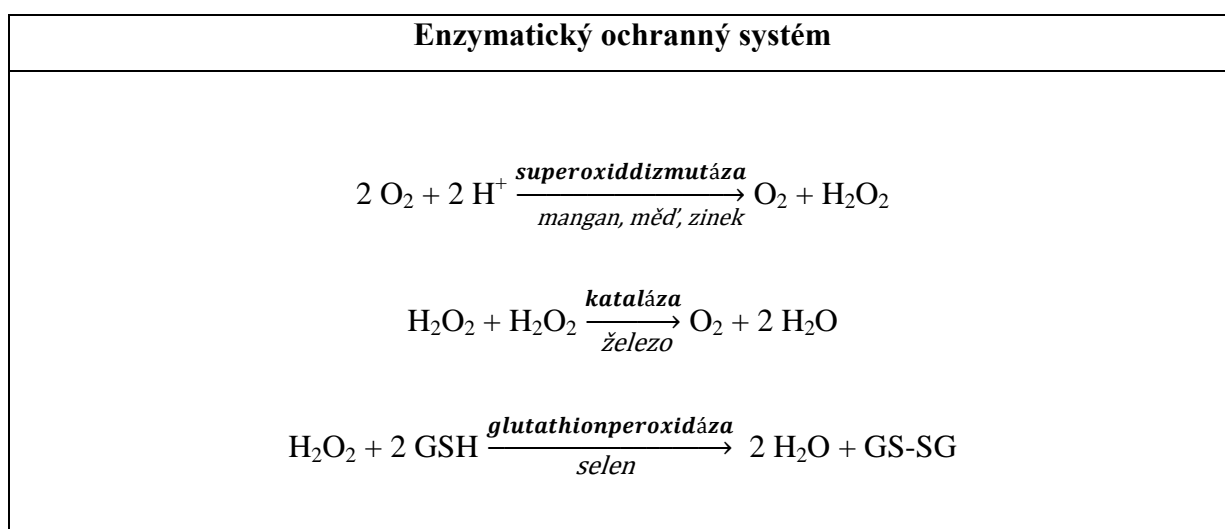 Enzymatický ochranný systém
superoxiddizmutáza
2 O₂ + 2 H⁺ ⟶ O₂ + H₂O₂
mangan, měď, zinek
kataláza
H₂O₂ + H₂O₂ ⟶ O₂ + 2 H₂O
železo
glutathionperoxidáza
H₂O₂ + 2 GSH ⟶ 2 H₂O + GS-SG
selen